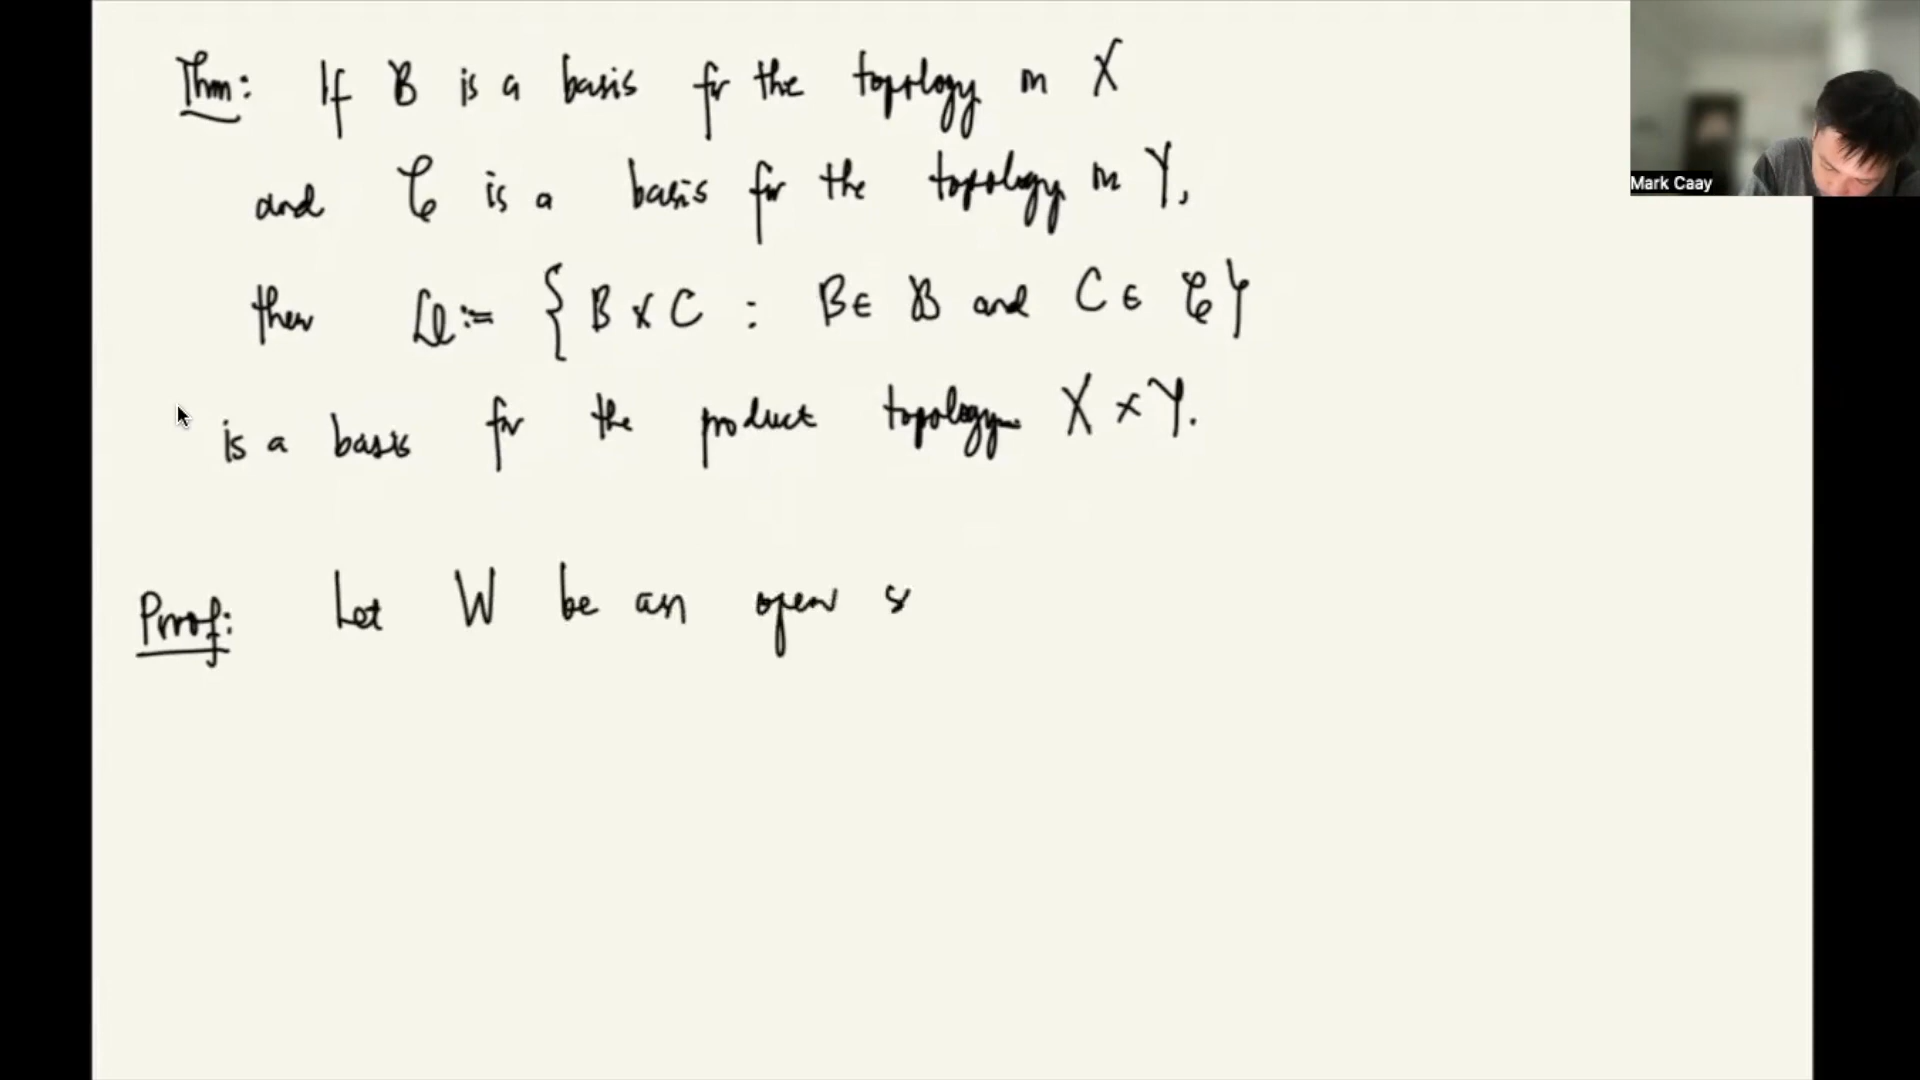 Thm: If ℬ is a basis for the topology on X
and 𝒞 is a basis for the topology on Y,
then 𝒟 := { B × C : B ∈ ℬ and C ∈ 𝒞 }
is a basis for the product topology X × Y.
Proof: Let W be an open s
Mark Caay